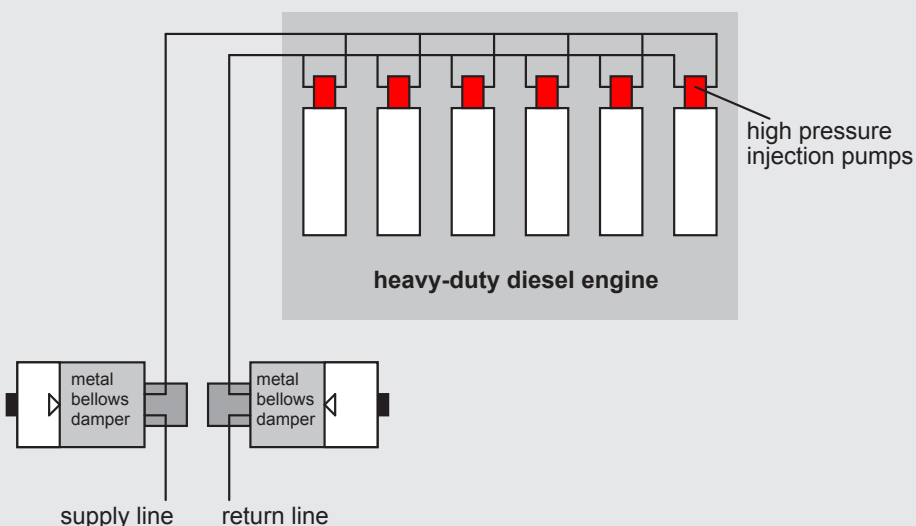 high pressure
injection pumps
heavy-duty diesel engine
metal
bellows
damper
metal
bellows
damper
supply line
return line